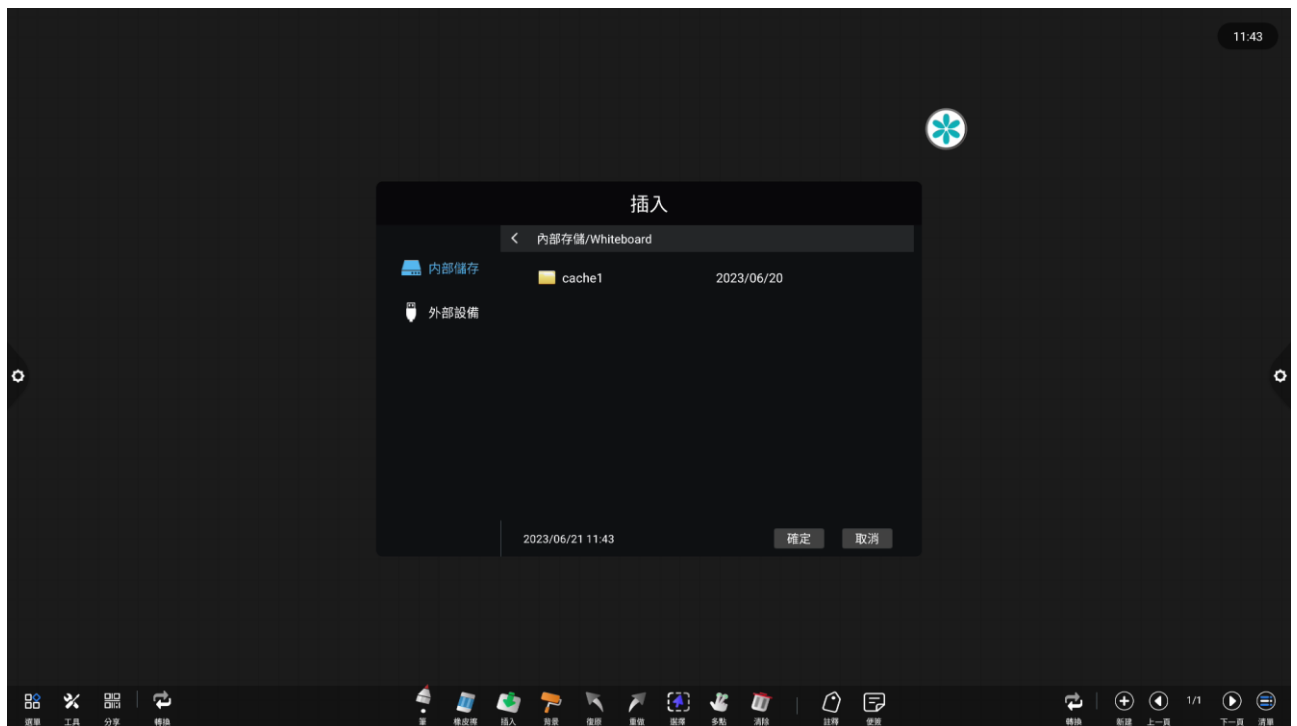 11:43
插入
內部存儲/Whiteboard
內部儲存
cache1 2023/06/20
外部設備
2023/06/21 11:43 確定 取消
選單 工具 分享 轉換 筆 橡皮擦 插入 背景 復原 重做 選擇 多點 清除 註釋 便簽 轉換 新建 上一頁 1/1 下一頁 清單